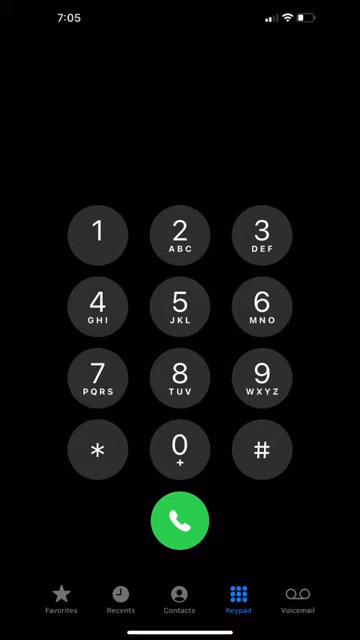 7:05
1 2 3
ABC DEF
4 5 6
GHI JKL MNO
7 8 9
PQRS TUV WXYZ
* 0 #
+
Favorites Recents Contacts Keypad Voicemail